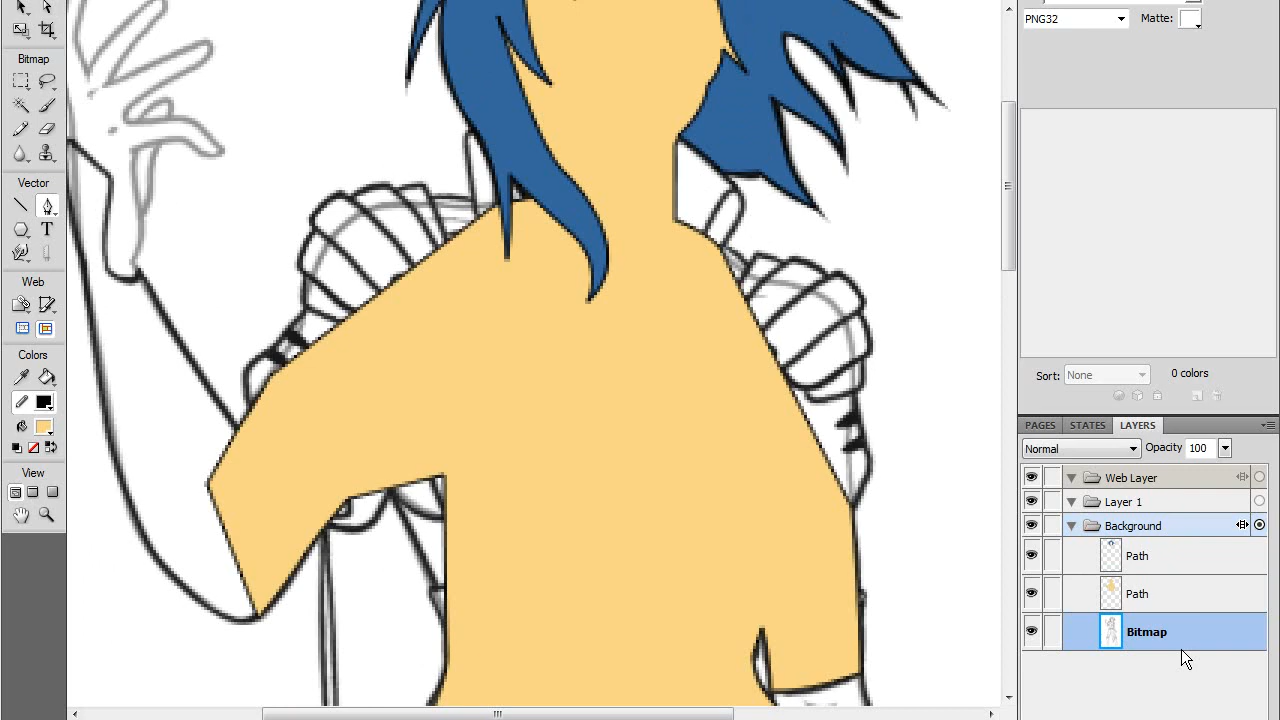 PNG32
Matte:
Bitmap
Vector
Web
Colors
View
Sort: None 0 colors
PAGES STATES LAYERS
Normal Opacity 100
Web Layer
Layer 1
Background
Path
Path
Bitmap